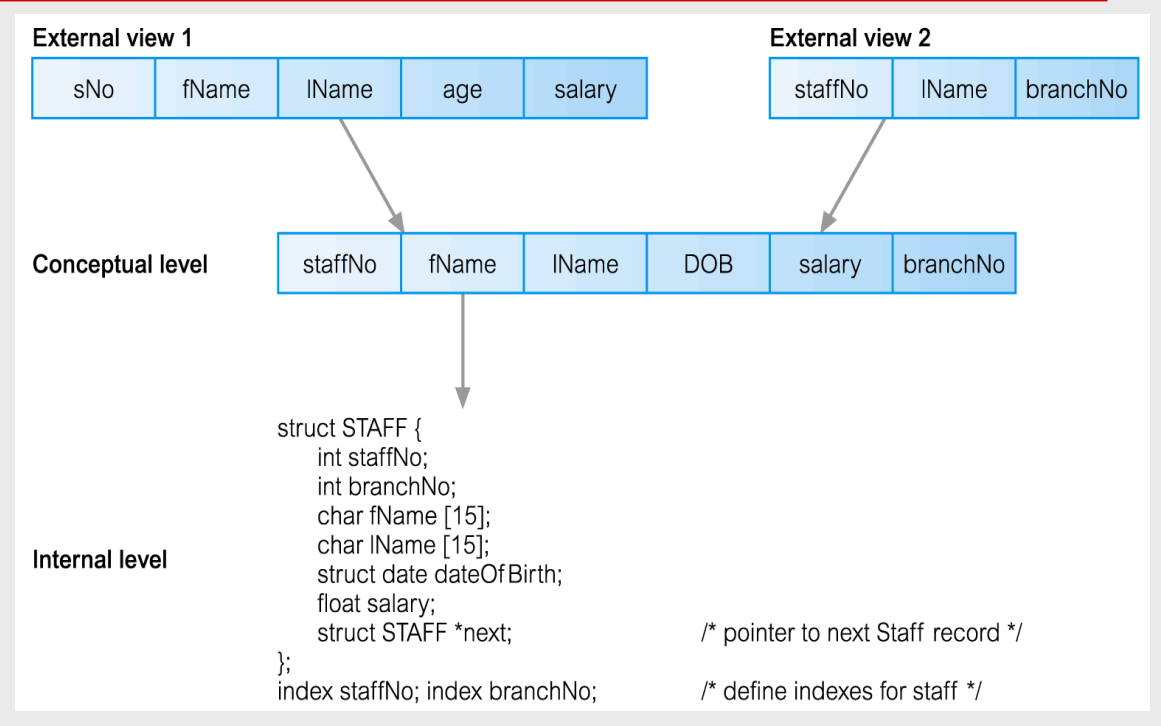 External view 1
External view 2
sNo fName lName age salary
staffNo lName branchNo
Conceptual level
staffNo fName lName DOB salary branchNo
struct STAFF {
int staffNo;
int branchNo;
char fName [15];
char lName [15];
Internal level
struct date dateOfBirth;
float salary;
struct STAFF *next; /* pointer to next Staff record */
};
index staffNo; index branchNo; /* define indexes for staff */